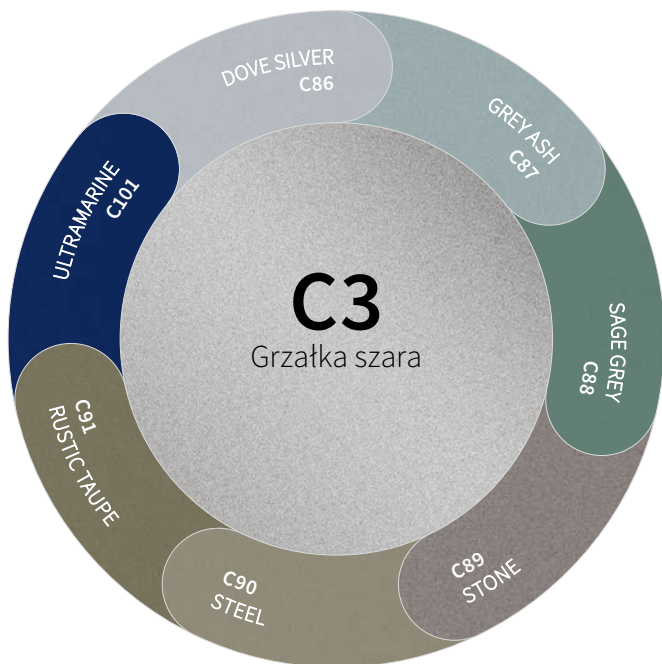 DOVE SILVER
C86
GREY ASH
C87
SAGE GREY
C88
C89
STONE
C90
STEEL
C91
RUSTIC TAUPE
ULTRAMARINE
C101
C3
Grzałka szara